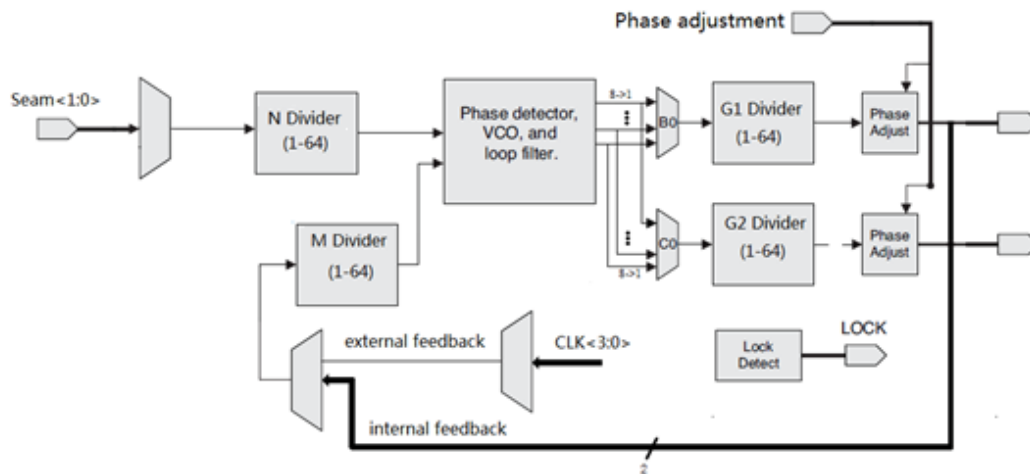 Phase adjustment
Seam<1:0>
N Divider
(1-64)
Phase detector,
VCO, and
loop filter.
8->1
B0
G1 Divider
(1-64)
Phase
Adjust
M Divider
(1-64)
8->1
C0
G2 Divider
(1-64)
Phase
Adjust
external feedback
CLK<3:0>
Lock
Detect
LOCK
internal feedback
2